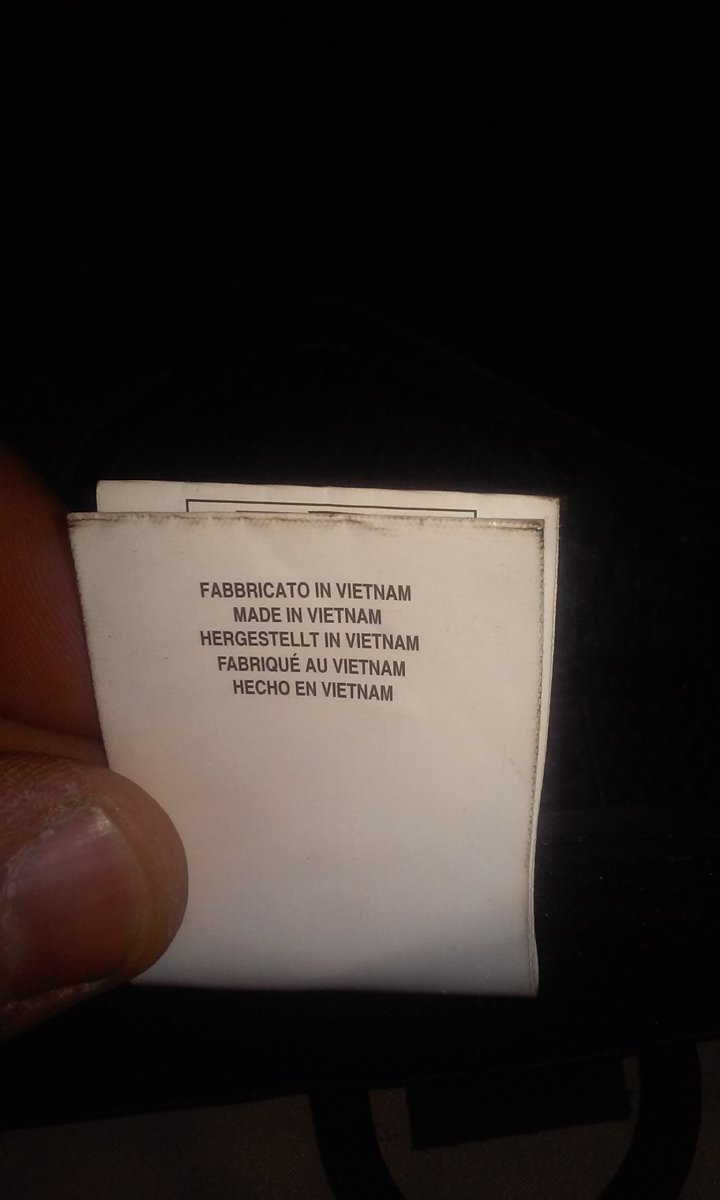 FABBRICATO IN VIETNAM
MADE IN VIETNAM
HERGESTELLT IN VIETNAM
FABRIQUÉ AU VIETNAM
HECHO EN VIETNAM